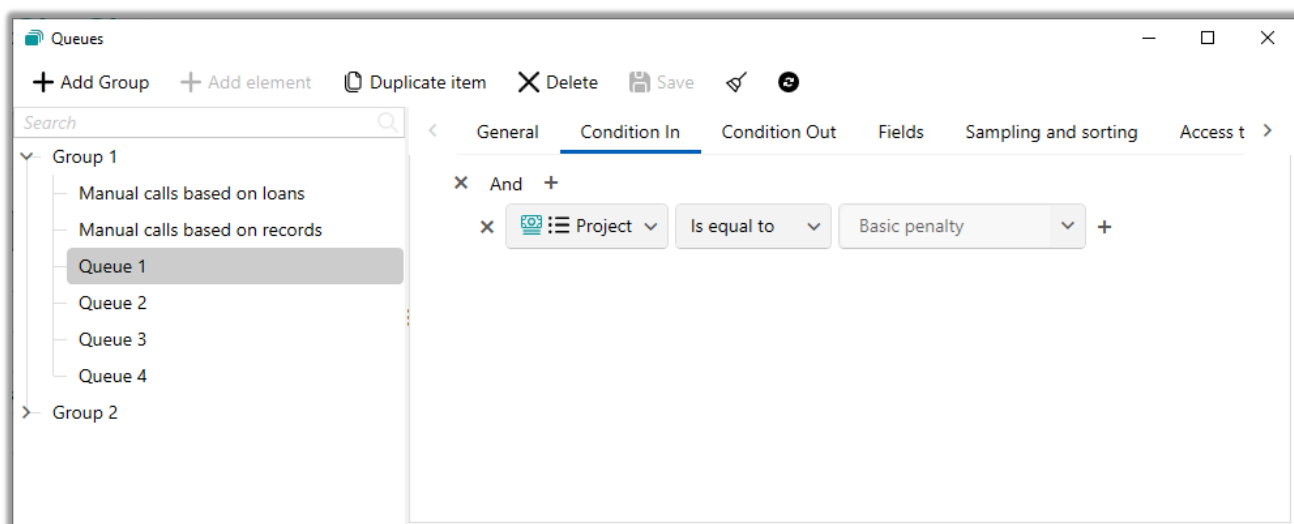 Queues
Add Group Add element Duplicate item Delete Save
Search
General Condition In Condition Out Fields Sampling and sorting Access t
Group 1
Manual calls based on loans
Manual calls based on records
Queue 1
Queue 2
Queue 3
Queue 4
Group 2
And
Project Is equal to Basic penalty